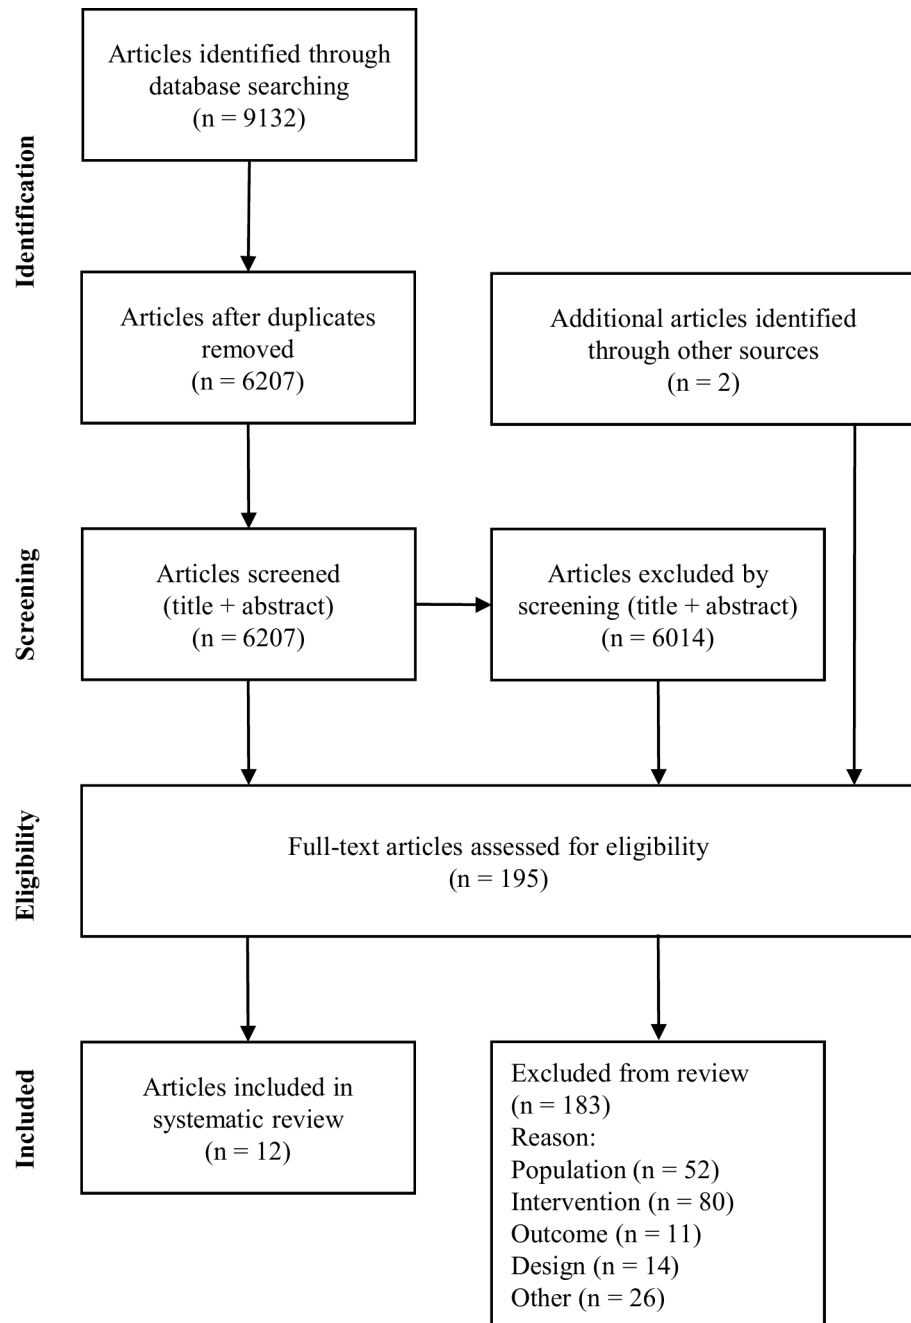 Identification
Articles identified through
database searching
(n = 9132)
Articles after duplicates
removed
(n = 6207)
Additional articles identified
through other sources
(n = 2)
Screening
Articles screened
(title + abstract)
(n = 6207)
Articles excluded by
screening (title + abstract)
(n = 6014)
Eligibility
Full-text articles assessed for eligibility
(n = 195)
Included
Articles included in
systematic review
(n = 12)
Excluded from review
(n = 183)
Reason:
Population (n = 52)
Intervention (n = 80)
Outcome (n = 11)
Design (n = 14)
Other (n = 26)